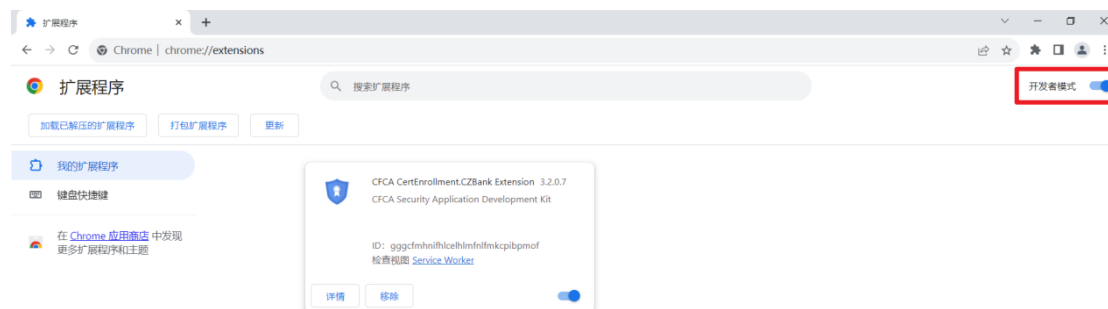 扩展程序
Chrome | chrome://extensions
扩展程序
搜索扩展程序
开发者模式
加载已解压的扩展程序 打包扩展程序 更新
我的扩展程序
键盘快捷键
在 Chrome 应用商店 中发现
更多扩展程序和主题
CFCA CertEnrollment.CZBank Extension 3.2.0.7
CFCA Security Application Development Kit
ID: gggcfmhnifhlcelhlmfnlfmkcpibpmof
检查视图 Service Worker
详情 移除